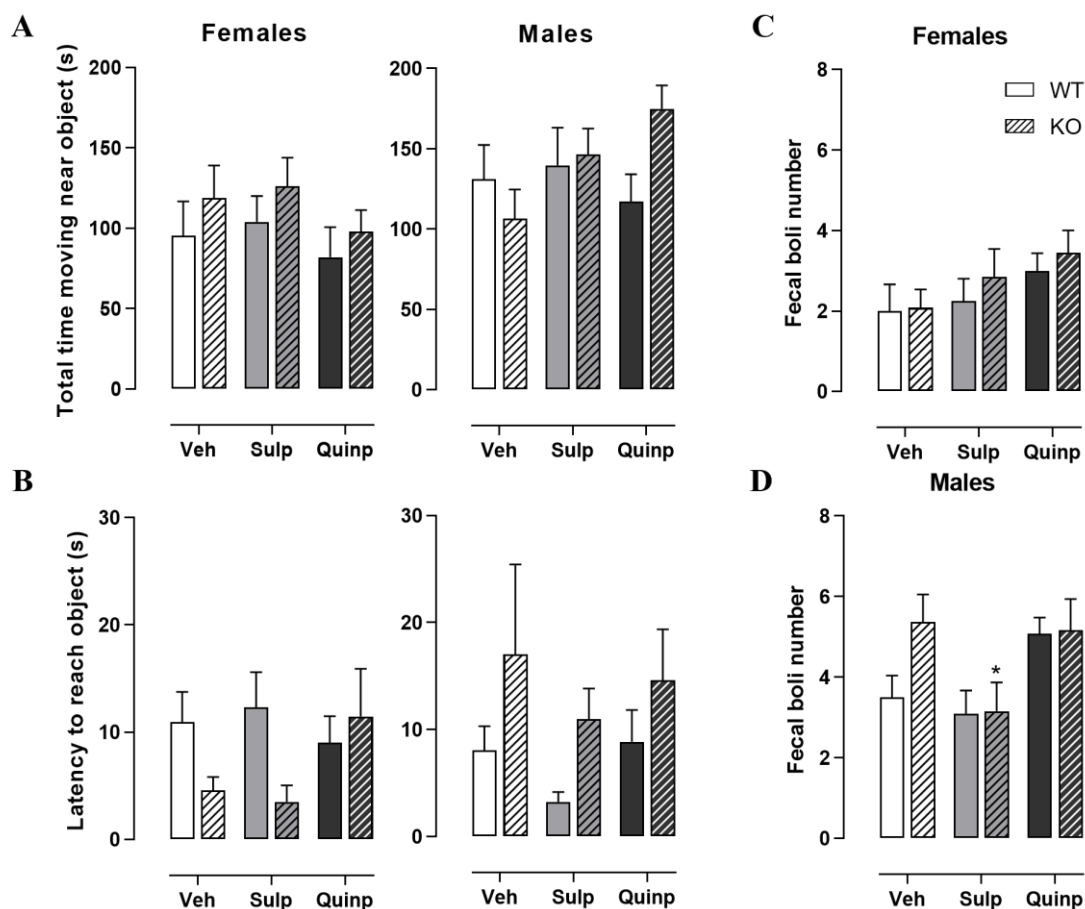 A
Females
Males
Total time moving near object (s)
200
150
100
50
0
Veh Sulp Quinp
200
150
100
50
0
Veh Sulp Quinp
C
Females
WT
KO
Fecal boli number
8
6
4
2
0
Veh Sulp Quinp
B
Latency to reach object (s)
30
20
10
0
Veh Sulp Quinp
30
20
10
0
Veh Sulp Quinp
D
Males
Fecal boli number
8
6
4
2
0
*
Veh Sulp Quinp